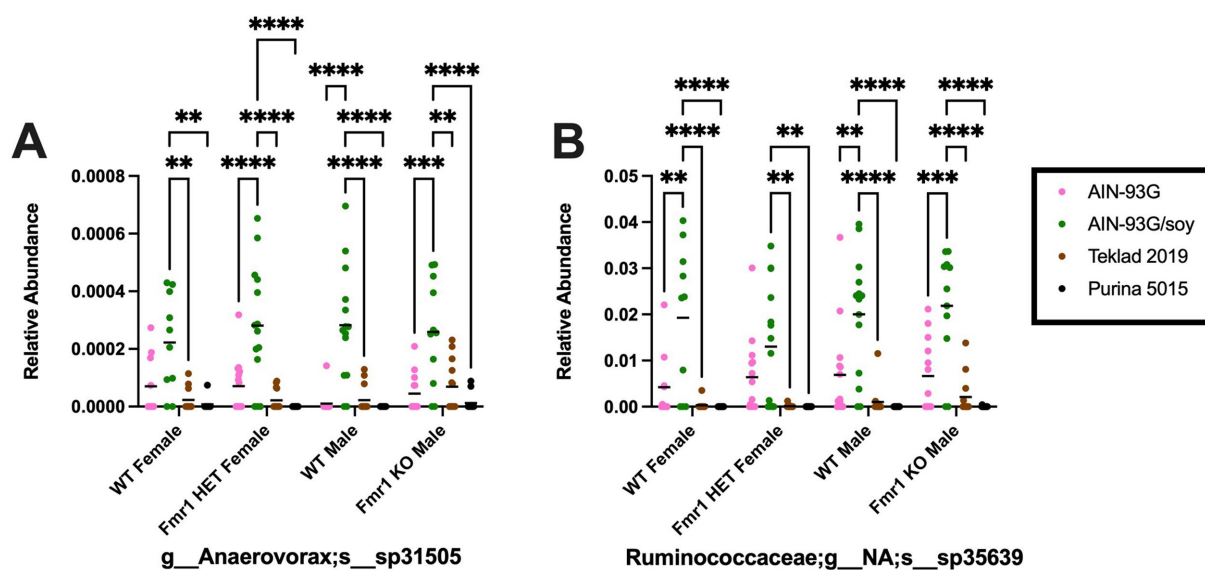 A
**** 
**** ****
** **** **** **
** **** **** ***
Relative Abundance
0.0008
0.0006
0.0004
0.0002
0.0000
WT Female
Fmr1 HET Female
WT Male
Fmr1 KO Male
g__Anaerovorax;s__sp31505
B
**** **** ****
**** ** ** ****
** ** **** ***
Relative Abundance
0.05
0.04
0.03
0.02
0.01
0.00
WT Female
Fmr1 HET Female
WT Male
Fmr1 KO Male
Ruminococcaceae;g__NA;s__sp35639
AIN-93G
AIN-93G/soy
Teklad 2019
Purina 5015